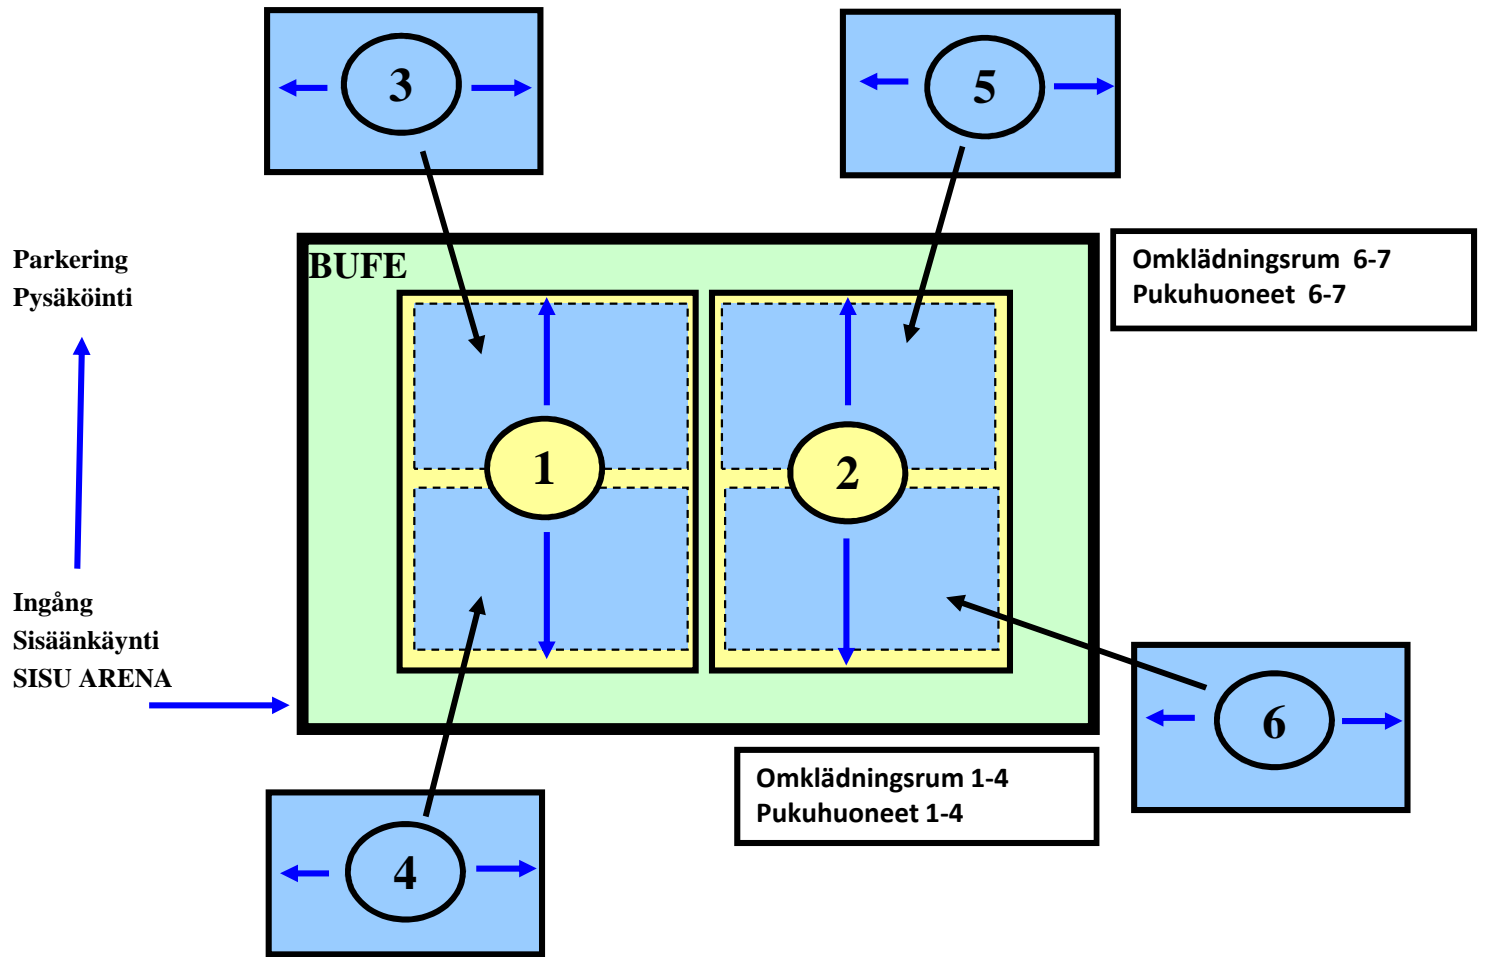 3
5
Parkering
Pysäköinti
BUFE
Omklädningsrum  6-7
Pukuhuoneet  6-7
1
2
Ingång
Sisäänkäynti
SISU ARENA
6
Omklädningsrum 1-4
Pukuhuoneet 1-4
4